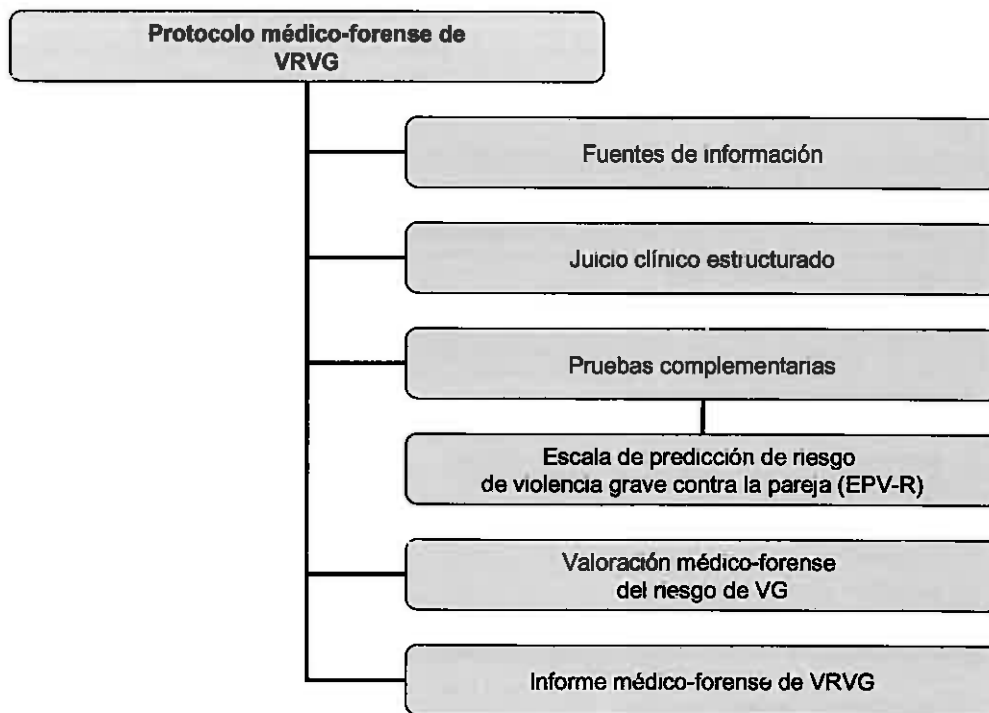 Protocolo médico-forense de
VRVG
Fuentes de información
Juicio clínico estructurado
Pruebas complementarias
Escala de predicción de riesgo
de violencia grave contra la pareja (EPV-R)
Valoración médico-forense
del riesgo de VG
Informe médico-forense de VRVG